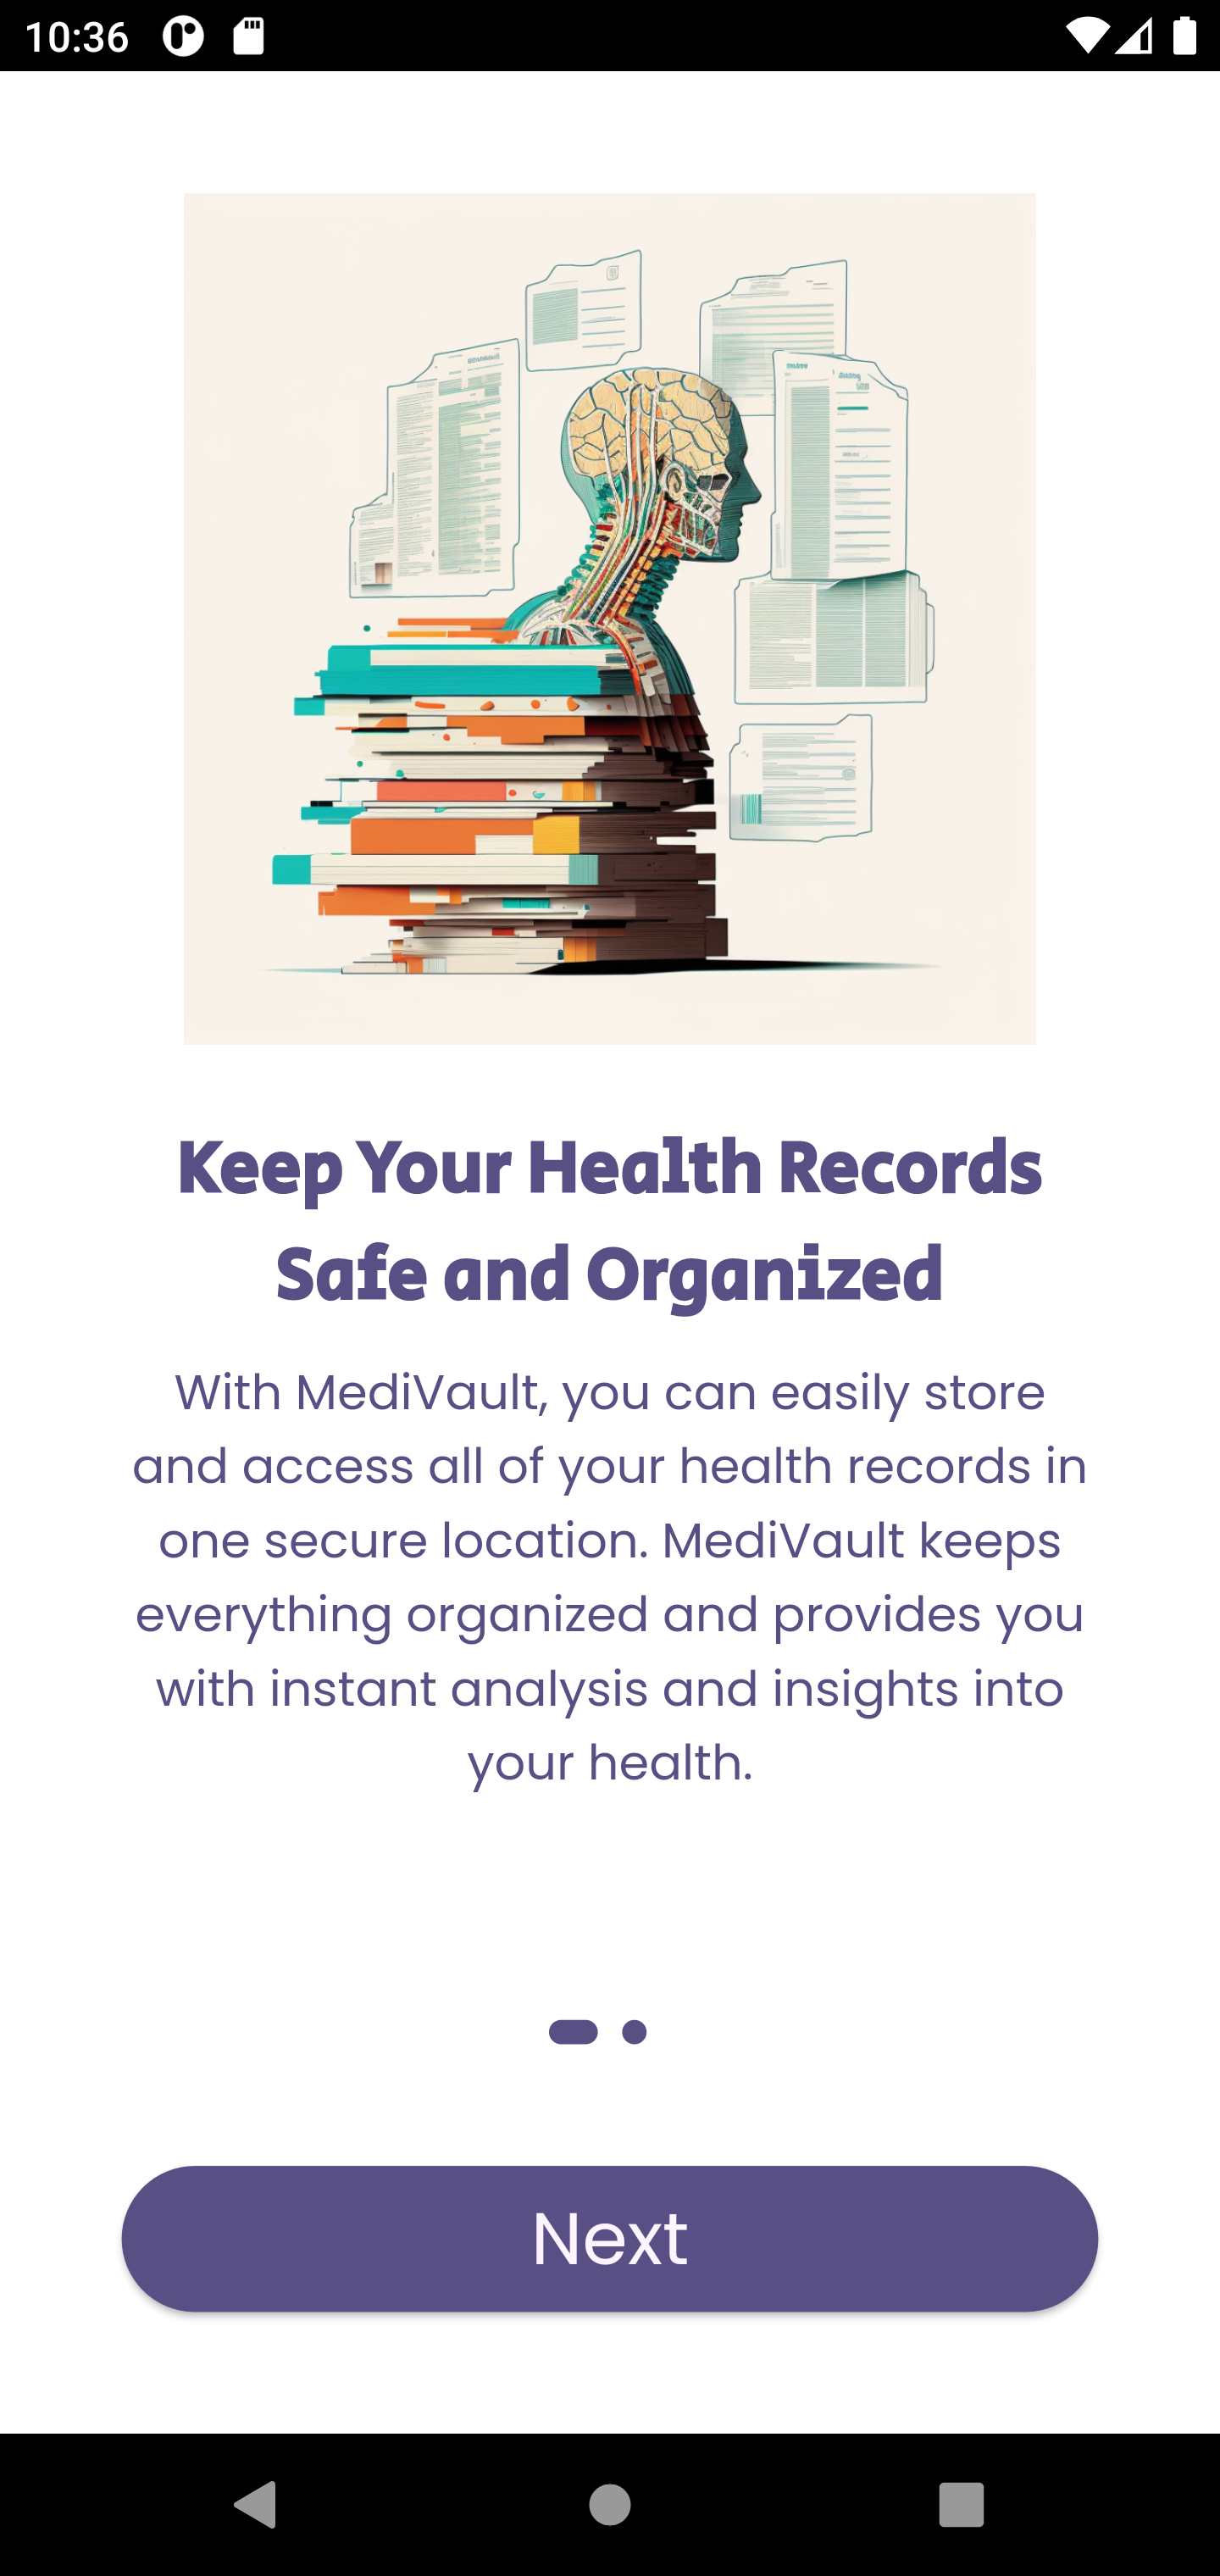 10:36
Keep Your Health Records
Safe and Organized
With MediVault, you can easily store
and access all of your health records in
one secure location. MediVault keeps
everything organized and provides you
with instant analysis and insights into
your health.
Next